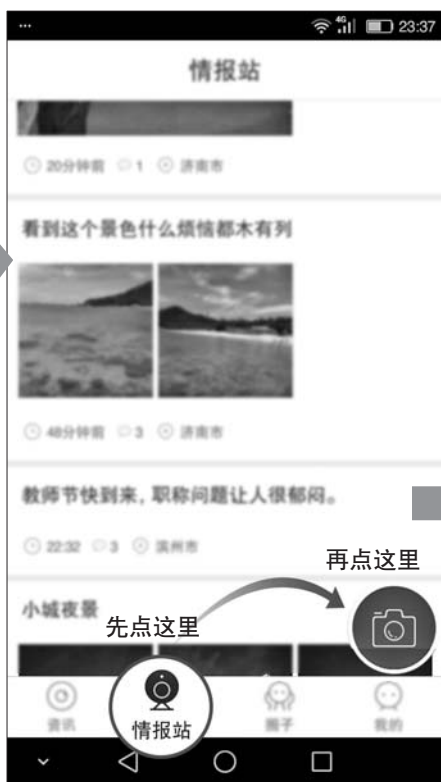 4G 23:37
情报站
20分钟前 1 济南市
看到这个景色什么烦恼都木有列
48分钟前 3 济南市
教师节快到来，职称问题让人很郁闷。
22:32 3 滨州市
再点这里
小城夜景
先点这里
资讯 情报站 圈子 我的